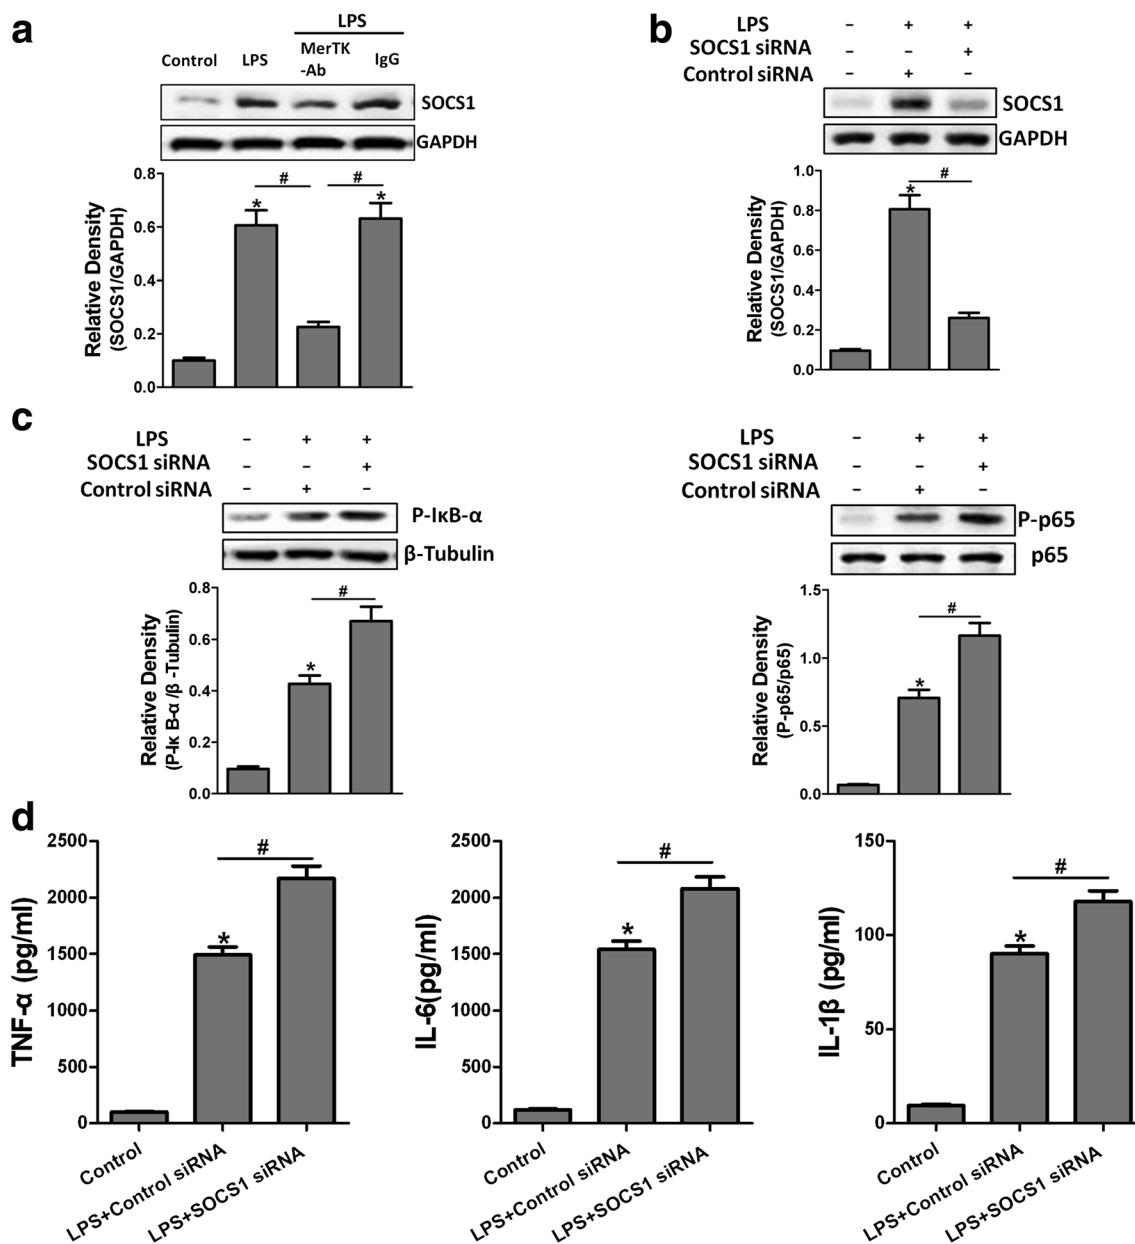 a
LPS
Control LPS MerTK -Ab IgG
SOCS1
GAPDH
0.8
#
#
*
*
0.6
0.4
0.2
0.0
Relative Density
(SOCS1/GAPDH)
b
LPS – + +
SOCS1 siRNA – – +
Control siRNA – + –
SOCS1
GAPDH
1.0
#
*
0.8
0.6
0.4
0.2
0.0
Relative Density
(SOCS1/GAPDH)
c
LPS – + +
SOCS1 siRNA – – +
Control siRNA – + –
P-IκB-α
β-Tubulin
0.8
#
0.6
*
0.4
0.2
0.0
Relative Density
(P-Iκ B-α /β -Tubulin)
LPS – + +
SOCS1 siRNA – – +
Control siRNA – + –
P-p65
p65
1.5
#
1.0
*
0.5
0.0
Relative Density
(P-p65/p65)
d
2500
#
2000
*
1500
1000
500
0
TNF-α (pg/ml)
Control
LPS+Control siRNA
LPS+SOCS1 siRNA
2500
#
2000
*
1500
1000
500
0
IL-6(pg/ml)
Control
LPS+Control siRNA
LPS+SOCS1 siRNA
150
#
100
*
50
0
IL-1β (pg/ml)
Control
LPS+Control siRNA
LPS+SOCS1 siRNA